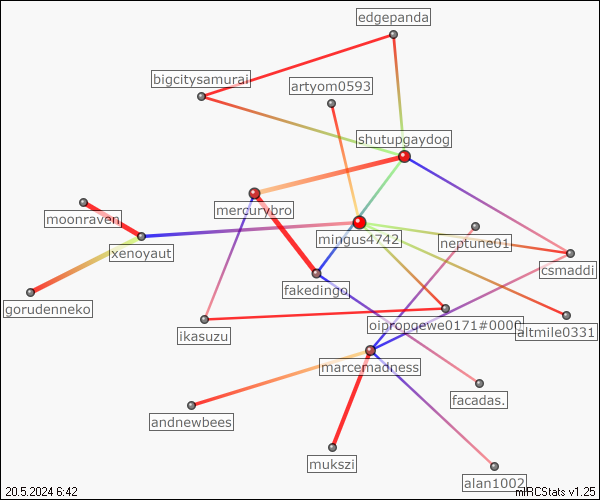 edgepanda
bigcitysamurai
artyom0593
shutupgaydog
mercurybro
moonraven
mingus4742
neptune01
xenoyaut
csmaddi
fakedingo
gorudenneko
oipropgewe0171#0000
altmile0331
ikasuzu
marcemadness
facadas.
andnewbees
mukszi
alan1002
20.5.2024 6:42
mIRCStats v1.25